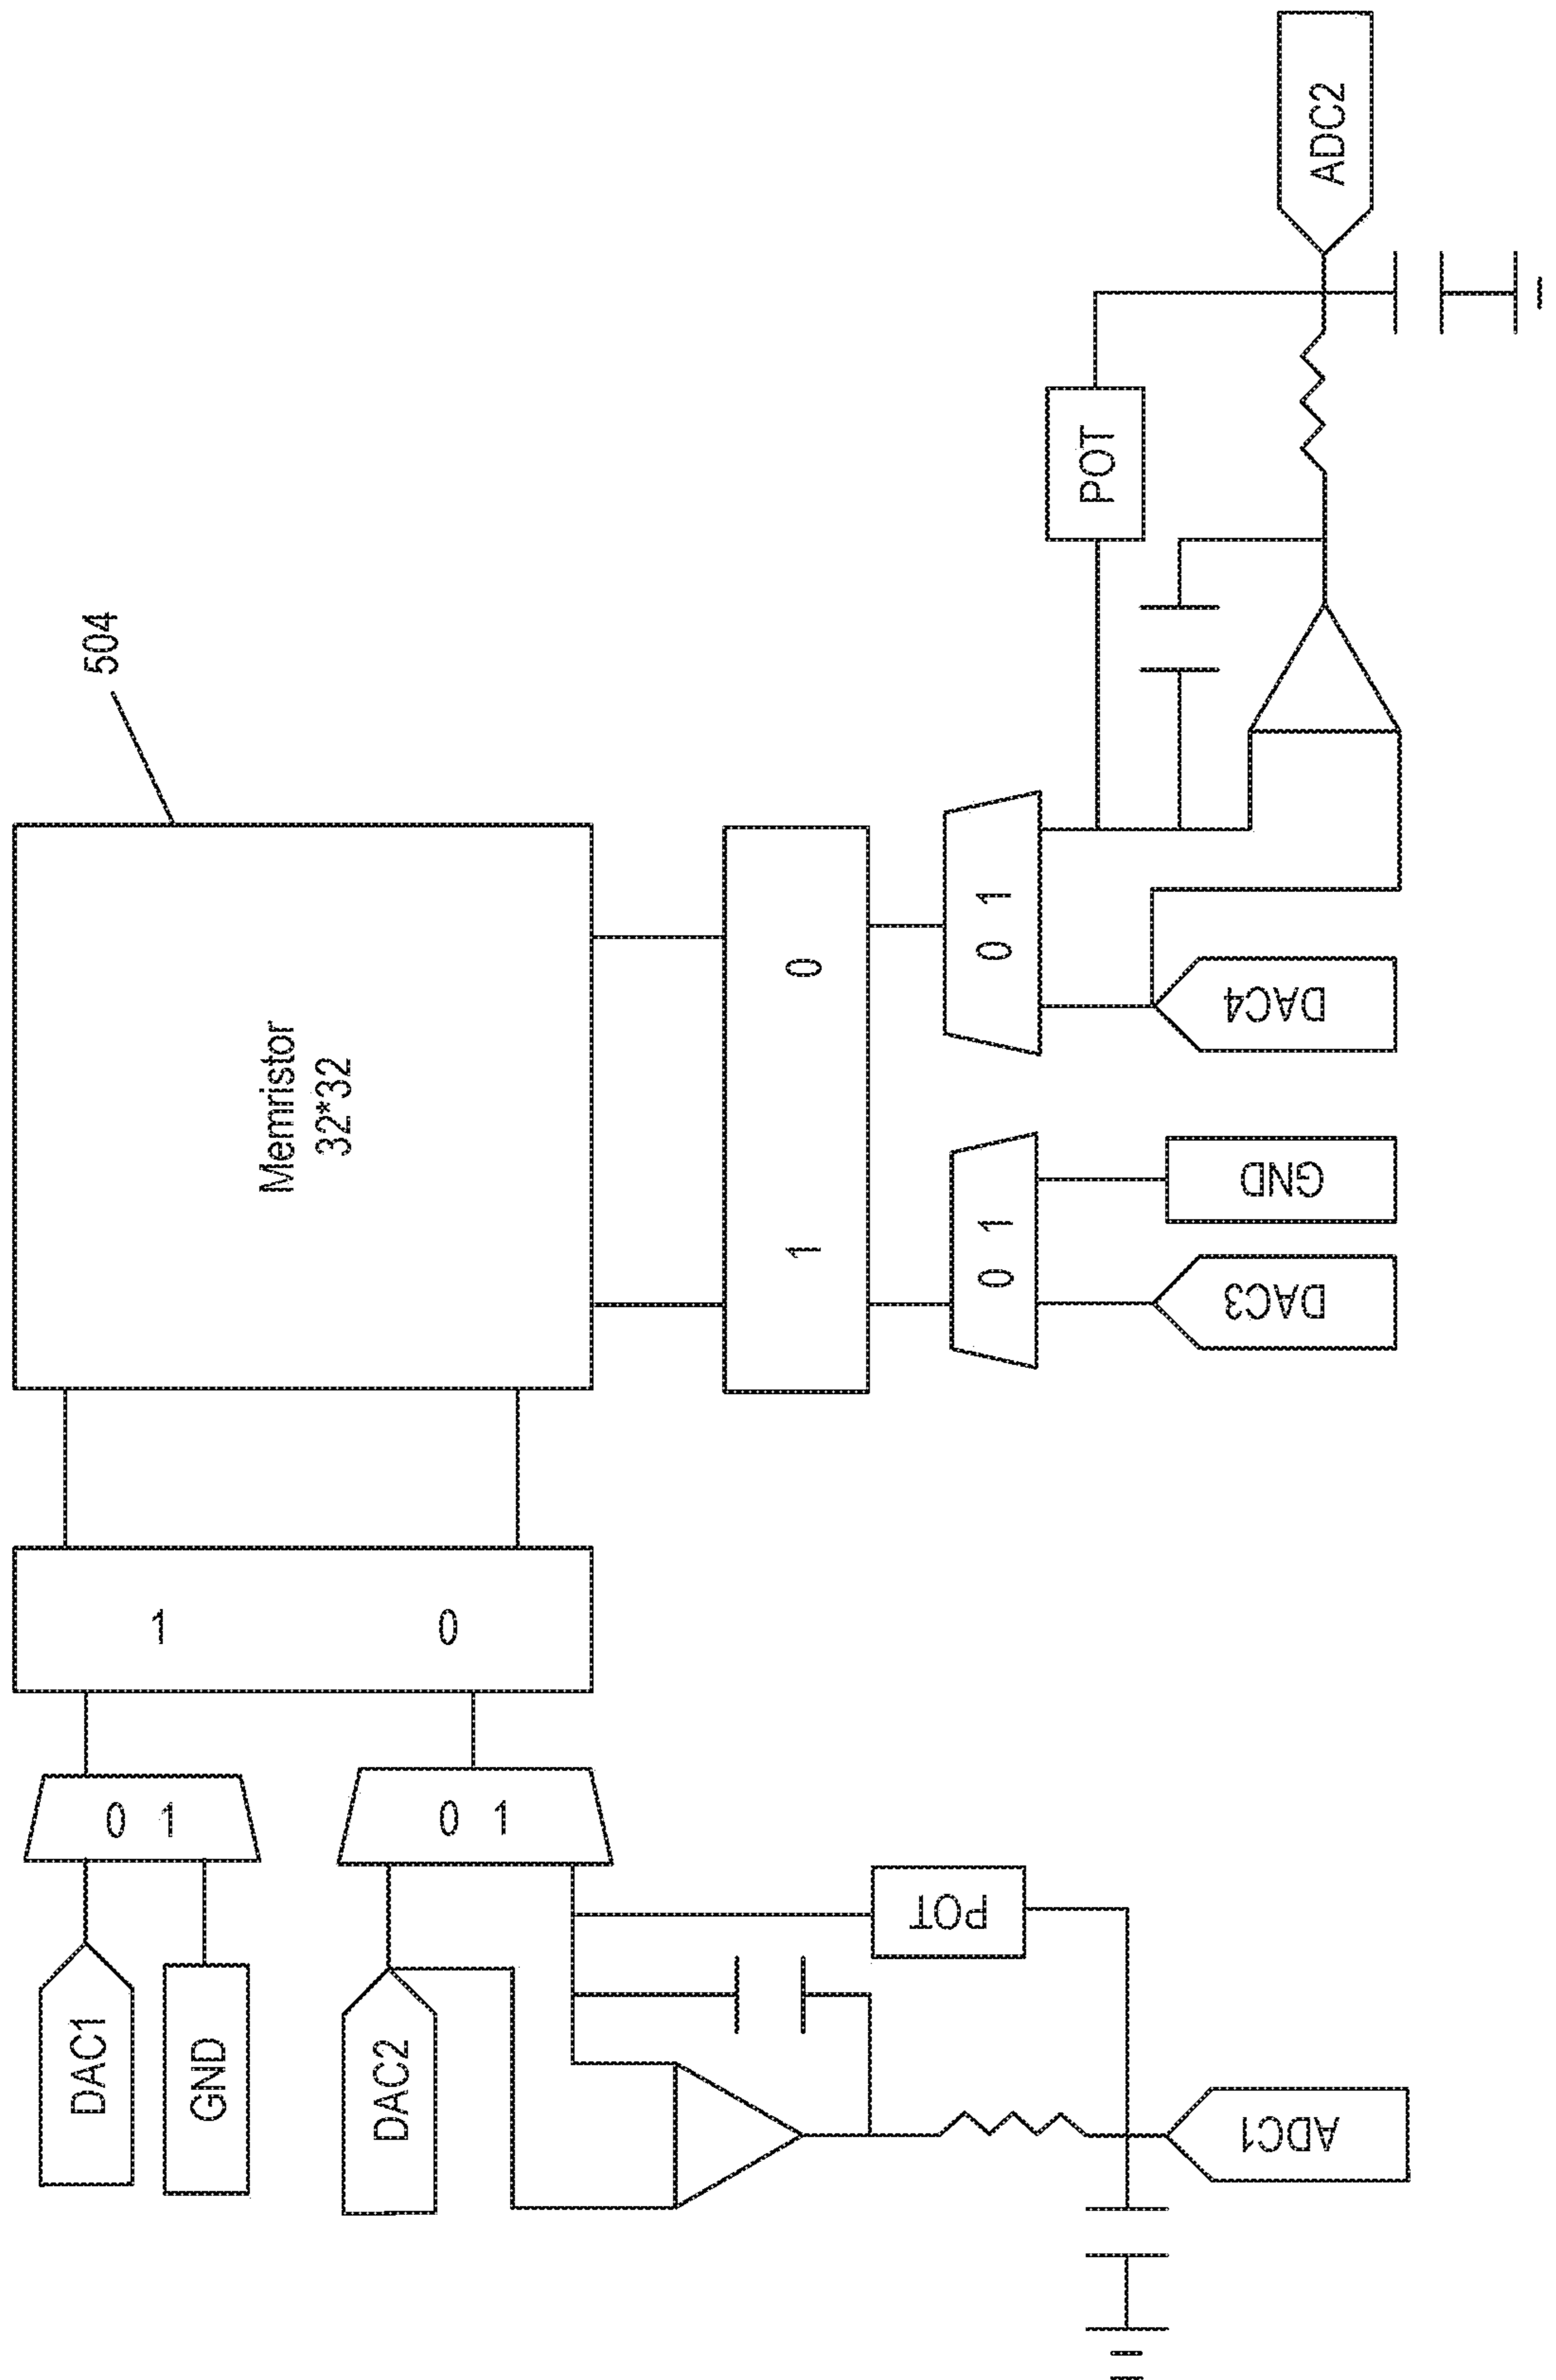 504
Memristor
32*32
1
0
0 1
DAC1
GND
0 1
DAC2
POT
ADC1
1
0
0 1
DAC3
GND
0 1
DAC4
POT
ADC2